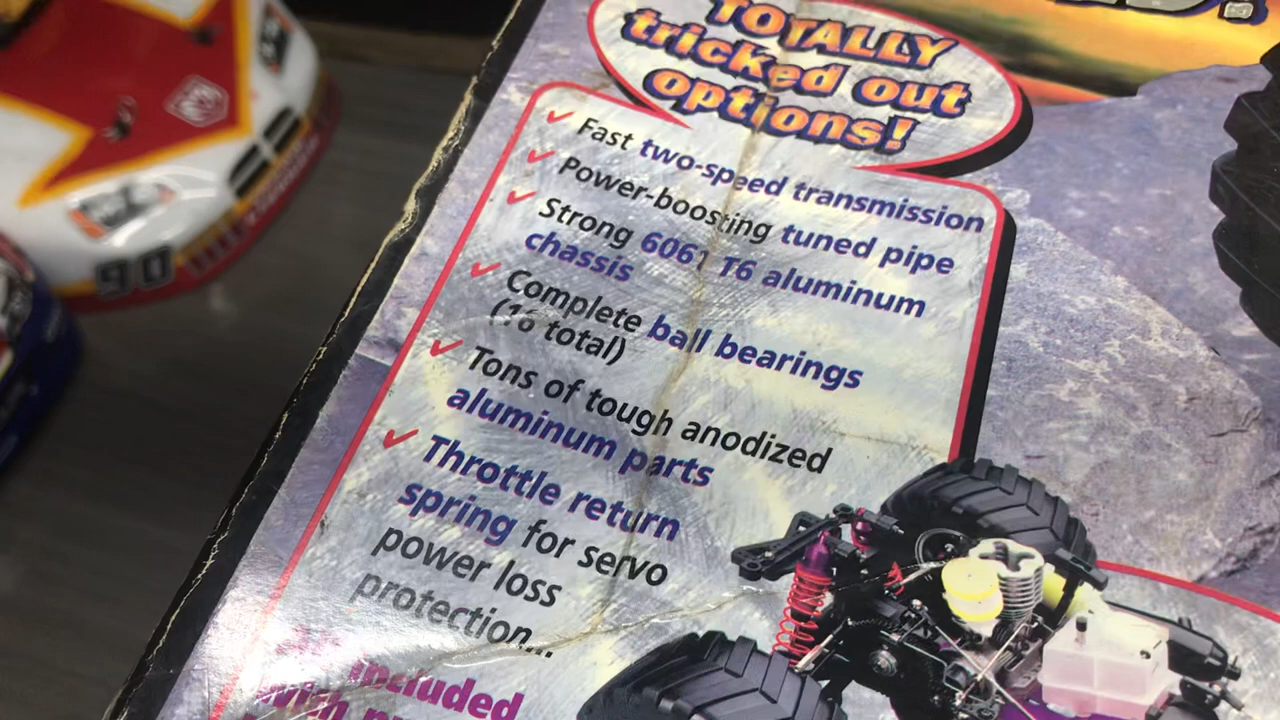 TOTALLY
tricked out
options!
Fast two-speed transmission
Power-boosting tuned pipe
Strong 6061 T6 aluminum
chassis
Complete ball bearings
(16 total)
Tons of tough anodized
aluminum parts
Throttle return
spring for servo
power loss
protection...
included
90